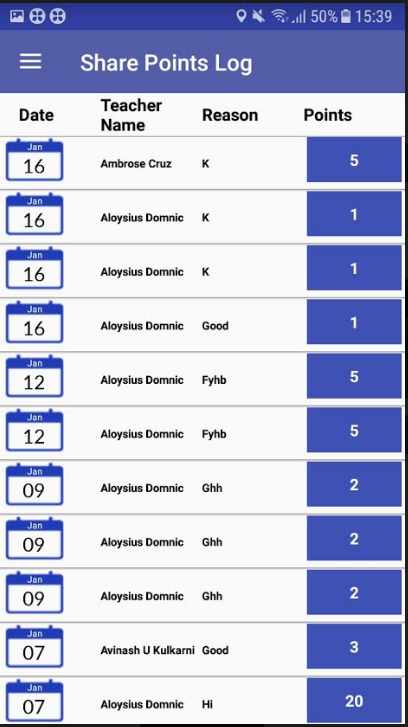 50% 15:39
Share Points Log
Date Teacher Name Reason Points
Jan 16 Ambrose Cruz K 5
Jan 16 Aloysius Domnic K 1
Jan 16 Aloysius Domnic K 1
Jan 16 Aloysius Domnic Good 1
Jan 12 Aloysius Domnic Fyhb 5
Jan 12 Aloysius Domnic Fyhb 5
Jan 09 Aloysius Domnic Ghh 2
Jan 09 Aloysius Domnic Ghh 2
Jan 09 Aloysius Domnic Ghh 2
Jan 07 Avinash U Kulkarni Good 3
Jan 07 Aloysius Domnic Hi 20